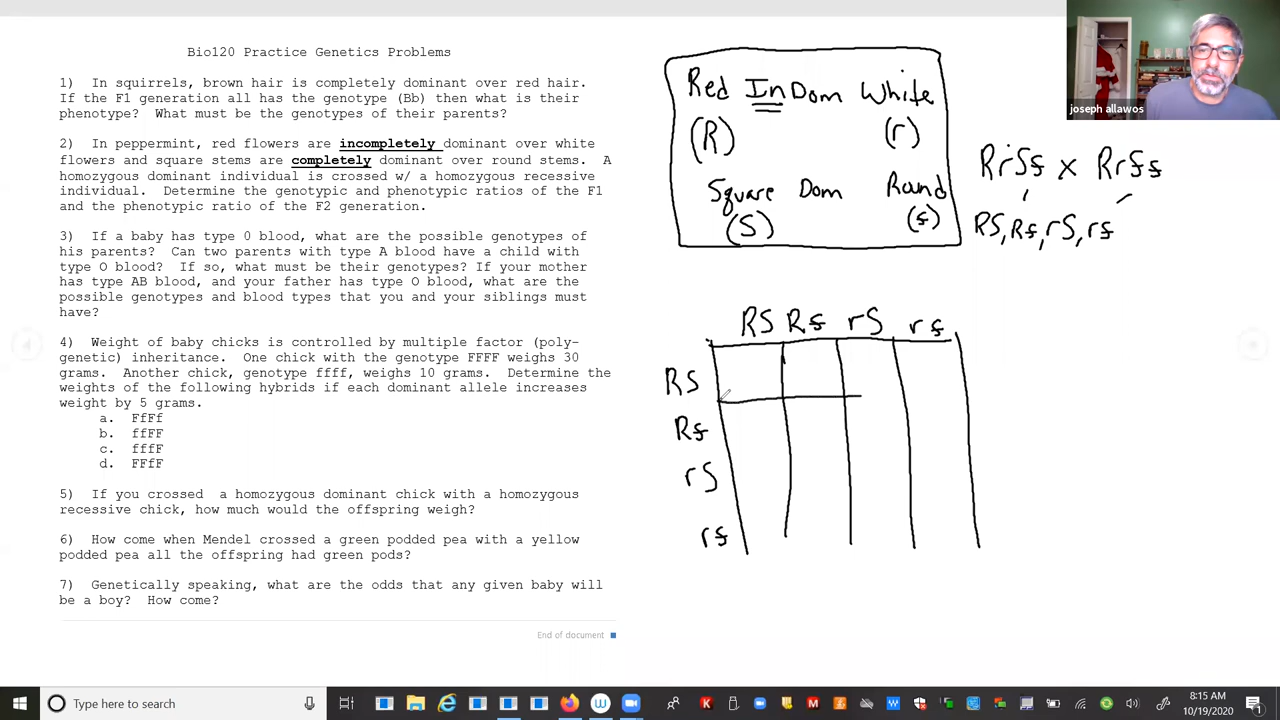 Bio120 Practice Genetics Problems
1) In squirrels, brown hair is completely dominant over red hair.
If the F1 generation all has the genotype (Bb) then what is their
phenotype? What must be the genotypes of their parents?
2) In peppermint, red flowers are incompletely dominant over white
flowers and square stems are completely dominant over round stems. A
homozygous dominant individual is crossed w/ a homozygous recessive
individual. Determine the genotypic and phenotypic ratios of the F1
and the phenotypic ratio of the F2 generation.
3) If a baby has type 0 blood, what are the possible genotypes of
his parents? Can two parents with type A blood have a child with
type O blood? If so, what must be their genotypes? If your mother
has type AB blood, and your father has type O blood, what are the
possible genotypes and blood types that you and your siblings must
have?
4) Weight of baby chicks is controlled by multiple factor (poly-
genetic) inheritance. One chick with the genotype FFFF weighs 30
grams. Another chick, genotype ffff, weighs 10 grams. Determine the
weights of the following hybrids if each dominant allele increases
weight by 5 grams.
a. FfFf
b. ffFF
c. fffF
d. FFfF
5) If you crossed a homozygous dominant chick with a homozygous
recessive chick, how much would the offspring weigh?
6) How come when Mendel crossed a green podded pea with a yellow
podded pea all the offspring had green pods?
7) Genetically speaking, what are the odds that any given baby will
be a boy? How come?
End of document
Red InDom White
(R) (r)
Square Dom Round
(S) (s)
RrSs x RrSs
RS, Rs, rS, rs
RS Rs rS rs
RS
Rs
rS
rs
joseph allawos
Type here to search
8:15 AM
10/19/2020